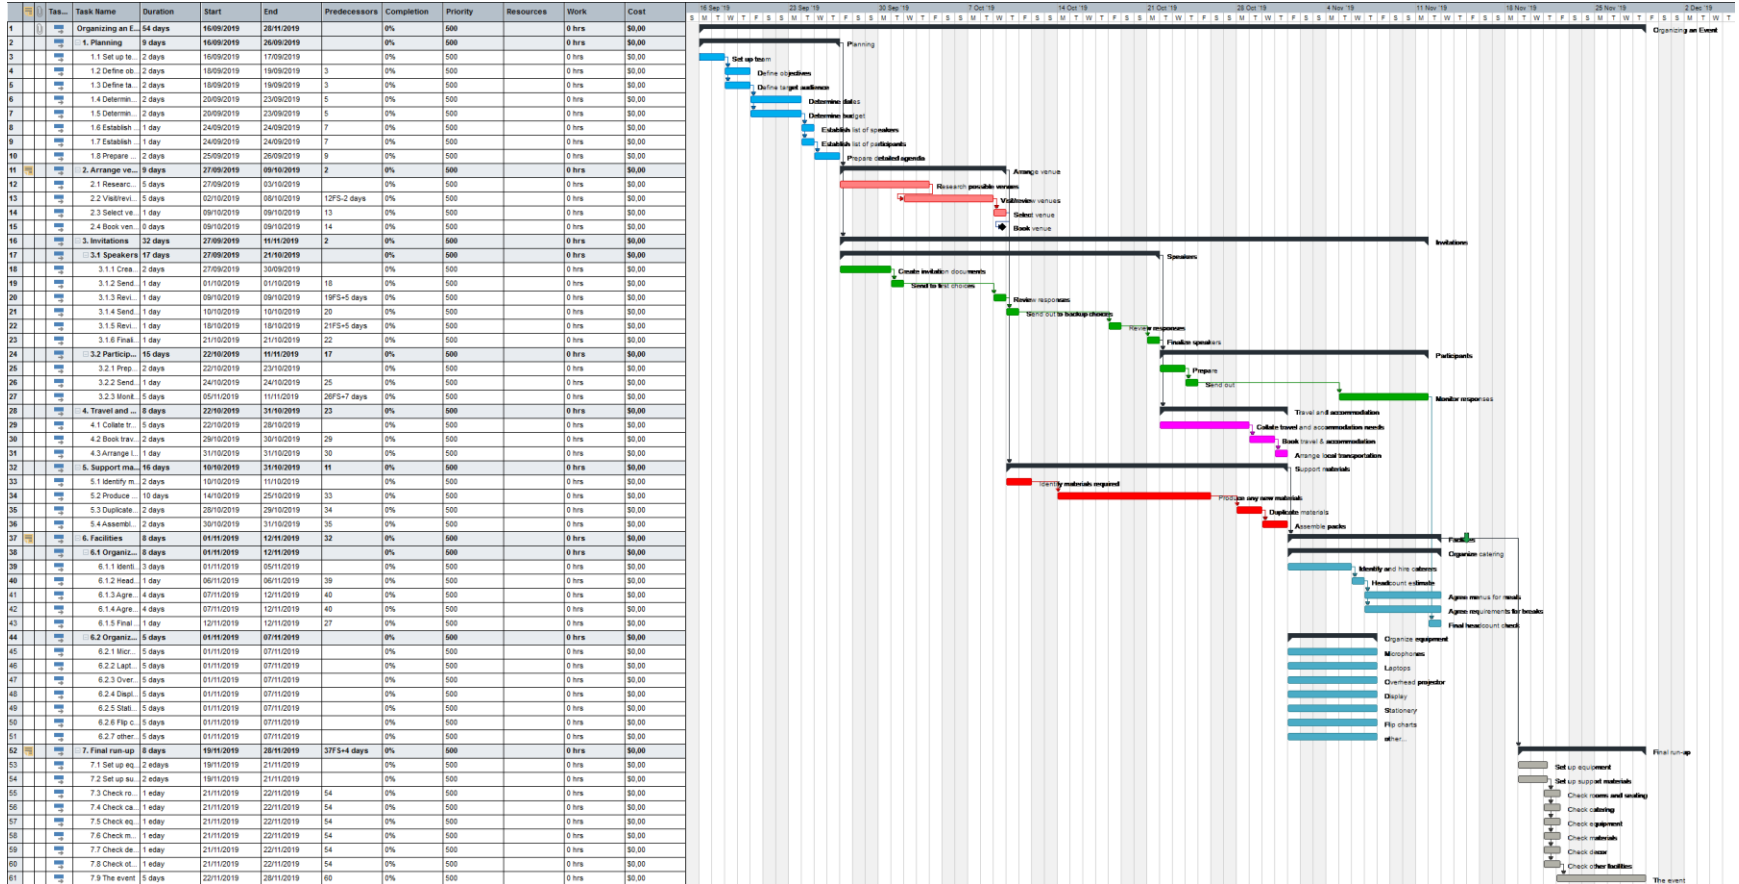 Tas... Task Name Duration Start End Predecessors Completion Priority Resources Work Cost
16 Sep '19 23 Sep '19 30 Sep '19 7 Oct '19 14 Oct '19 21 Oct '19 28 Oct '19 4 Nov '19 11 Nov '19 18 Nov '19 25 Nov '19 2 Dec '19
1 Organizing an E... 54 days 16/09/2019 28/11/2019 0% 500 0 hrs $0,00 Organizing an Event
2 1. Planning 9 days 16/09/2019 26/09/2019 0% 500 0 hrs $0,00 Planning
3 1.1 Set up te... 2 days 16/09/2019 17/09/2019 0% 500 0 hrs $0,00 Set up team
4 1.2 Define ob... 2 days 18/09/2019 19/09/2019 3 0% 500 0 hrs $0,00 Define objectives
5 1.3 Define ta... 2 days 18/09/2019 19/09/2019 3 0% 500 0 hrs $0,00 Define target audience
6 1.4 Determin... 2 days 20/09/2019 23/09/2019 5 0% 500 0 hrs $0,00 Determine dates
7 1.5 Determin... 2 days 20/09/2019 23/09/2019 5 0% 500 0 hrs $0,00 Determine budget
8 1.6 Establish ... 1 day 24/09/2019 24/09/2019 7 0% 500 0 hrs $0,00 Establish list of speakers
9 1.7 Establish ... 1 day 24/09/2019 24/09/2019 7 0% 500 0 hrs $0,00 Establish list of participants
10 1.8 Prepare ... 2 days 25/09/2019 26/09/2019 9 0% 500 0 hrs $0,00 Prepare detailed agenda
11 2. Arrange ve... 9 days 27/09/2019 09/10/2019 2 0% 500 0 hrs $0,00 Arrange venue
12 2.1 Researc... 5 days 27/09/2019 03/10/2019 0% 500 0 hrs $0,00 Research possible venues
13 2.2 Visit/revi... 5 days 02/10/2019 08/10/2019 12FS-2 days 0% 500 0 hrs $0,00 Visit/review venues
14 2.3 Select ve... 1 day 09/10/2019 09/10/2019 13 0% 500 0 hrs $0,00 Select venue
15 2.4 Book ven... 0 days 09/10/2019 09/10/2019 14 0% 500 0 hrs $0,00 Book venue
16 3. Invitations 32 days 27/09/2019 11/11/2019 2 0% 500 0 hrs $0,00 Invitations
17 3.1 Speakers 17 days 27/09/2019 21/10/2019 0% 500 0 hrs $0,00 Speakers
18 3.1.1 Crea... 2 days 27/09/2019 30/09/2019 0% 500 0 hrs $0,00 Create invitation documents
19 3.1.2 Send... 1 day 01/10/2019 01/10/2019 18 0% 500 0 hrs $0,00 Send to first choices
20 3.1.3 Revi... 1 day 09/10/2019 09/10/2019 19FS+5 days 0% 500 0 hrs $0,00 Review responses
21 3.1.4 Send... 1 day 10/10/2019 10/10/2019 20 0% 500 0 hrs $0,00 Send out to backup choices
22 3.1.5 Revi... 1 day 18/10/2019 18/10/2019 21FS+5 days 0% 500 0 hrs $0,00 Review responses
23 3.1.6 Finali... 1 day 21/10/2019 21/10/2019 22 0% 500 0 hrs $0,00 Finalize speakers
24 3.2 Particip... 15 days 22/10/2019 11/11/2019 17 0% 500 0 hrs $0,00 Participants
25 3.2.1 Prep... 2 days 22/10/2019 23/10/2019 0% 500 0 hrs $0,00 Prepare
26 3.2.2 Send... 1 day 24/10/2019 24/10/2019 25 0% 500 0 hrs $0,00 Send out
27 3.2.3 Monit... 5 days 05/11/2019 11/11/2019 26FS+7 days 0% 500 0 hrs $0,00 Monitor responses
28 4. Travel and ... 8 days 22/10/2019 31/10/2019 23 0% 500 0 hrs $0,00 Travel and accommodation
29 4.1 Collate tr... 5 days 22/10/2019 28/10/2019 0% 500 0 hrs $0,00 Collate travel and accommodation needs
30 4.2 Book trav... 2 days 29/10/2019 30/10/2019 29 0% 500 0 hrs $0,00 Book travel & accommodation
31 4.3 Arrange l... 1 day 31/10/2019 31/10/2019 30 0% 500 0 hrs $0,00 Arrange local transportation
32 5. Support ma... 16 days 10/10/2019 31/10/2019 11 0% 500 0 hrs $0,00 Support materials
33 5.1 Identify m... 2 days 10/10/2019 11/10/2019 0% 500 0 hrs $0,00 Identify materials required
34 5.2 Produce ... 10 days 14/10/2019 25/10/2019 33 0% 500 0 hrs $0,00 Produce any new materials
35 5.3 Duplicate... 2 days 28/10/2019 29/10/2019 34 0% 500 0 hrs $0,00 Duplicate materials
36 5.4 Assembl... 2 days 30/10/2019 31/10/2019 35 0% 500 0 hrs $0,00 Assemble packs
37 6. Facilities 8 days 01/11/2019 12/11/2019 32 0% 500 0 hrs $0,00 Facilities
38 6.1 Organiz... 8 days 01/11/2019 12/11/2019 0% 500 0 hrs $0,00 Organize catering
39 6.1.1 Identi... 3 days 01/11/2019 05/11/2019 0% 500 0 hrs $0,00 Identify and hire caterers
40 6.1.2 Head... 1 day 06/11/2019 06/11/2019 39 0% 500 0 hrs $0,00 Headcount estimate
41 6.1.3 Agre... 4 days 07/11/2019 12/11/2019 40 0% 500 0 hrs $0,00 Agree menus for meals
42 6.1.4 Agre... 4 days 07/11/2019 12/11/2019 40 0% 500 0 hrs $0,00 Agree requirements for breaks
43 6.1.5 Final ... 1 day 12/11/2019 12/11/2019 27 0% 500 0 hrs $0,00 Final headcount check
44 6.2 Organiz... 5 days 01/11/2019 07/11/2019 0% 500 0 hrs $0,00 Organize equipment
45 6.2.1 Micr... 5 days 01/11/2019 07/11/2019 0% 500 0 hrs $0,00 Microphones
46 6.2.2 Lapt... 5 days 01/11/2019 07/11/2019 0% 500 0 hrs $0,00 Laptops
47 6.2.3 Over... 5 days 01/11/2019 07/11/2019 0% 500 0 hrs $0,00 Overhead projector
48 6.2.4 Displ... 5 days 01/11/2019 07/11/2019 0% 500 0 hrs $0,00 Display
49 6.2.5 Stati... 5 days 01/11/2019 07/11/2019 0% 500 0 hrs $0,00 Stationery
50 6.2.6 Flip c... 5 days 01/11/2019 07/11/2019 0% 500 0 hrs $0,00 Flip charts
51 6.2.7 other... 5 days 01/11/2019 07/11/2019 0% 500 0 hrs $0,00 other...
52 7. Final run-up 8 days 19/11/2019 28/11/2019 37FS+4 days 0% 500 0 hrs $0,00 Final run-up
53 7.1 Set up eq... 2 edays 19/11/2019 21/11/2019 0% 500 0 hrs $0,00 Set up equipment
54 7.2 Set up su... 2 edays 19/11/2019 21/11/2019 0% 500 0 hrs $0,00 Set up support materials
55 7.3 Check ro... 1 eday 21/11/2019 22/11/2019 54 0% 500 0 hrs $0,00 Check rooms and seating
56 7.4 Check ca... 1 eday 21/11/2019 22/11/2019 54 0% 500 0 hrs $0,00 Check catering
57 7.5 Check eq... 1 eday 21/11/2019 22/11/2019 54 0% 500 0 hrs $0,00 Check equipment
58 7.6 Check m... 1 eday 21/11/2019 22/11/2019 54 0% 500 0 hrs $0,00 Check materials
59 7.7 Check de... 1 eday 21/11/2019 22/11/2019 54 0% 500 0 hrs $0,00 Check decor
60 7.8 Check ot... 1 eday 21/11/2019 22/11/2019 54 0% 500 0 hrs $0,00 Check other facilities
61 7.9 The event 5 days 22/11/2019 28/11/2019 60 0% 500 0 hrs $0,00 The event